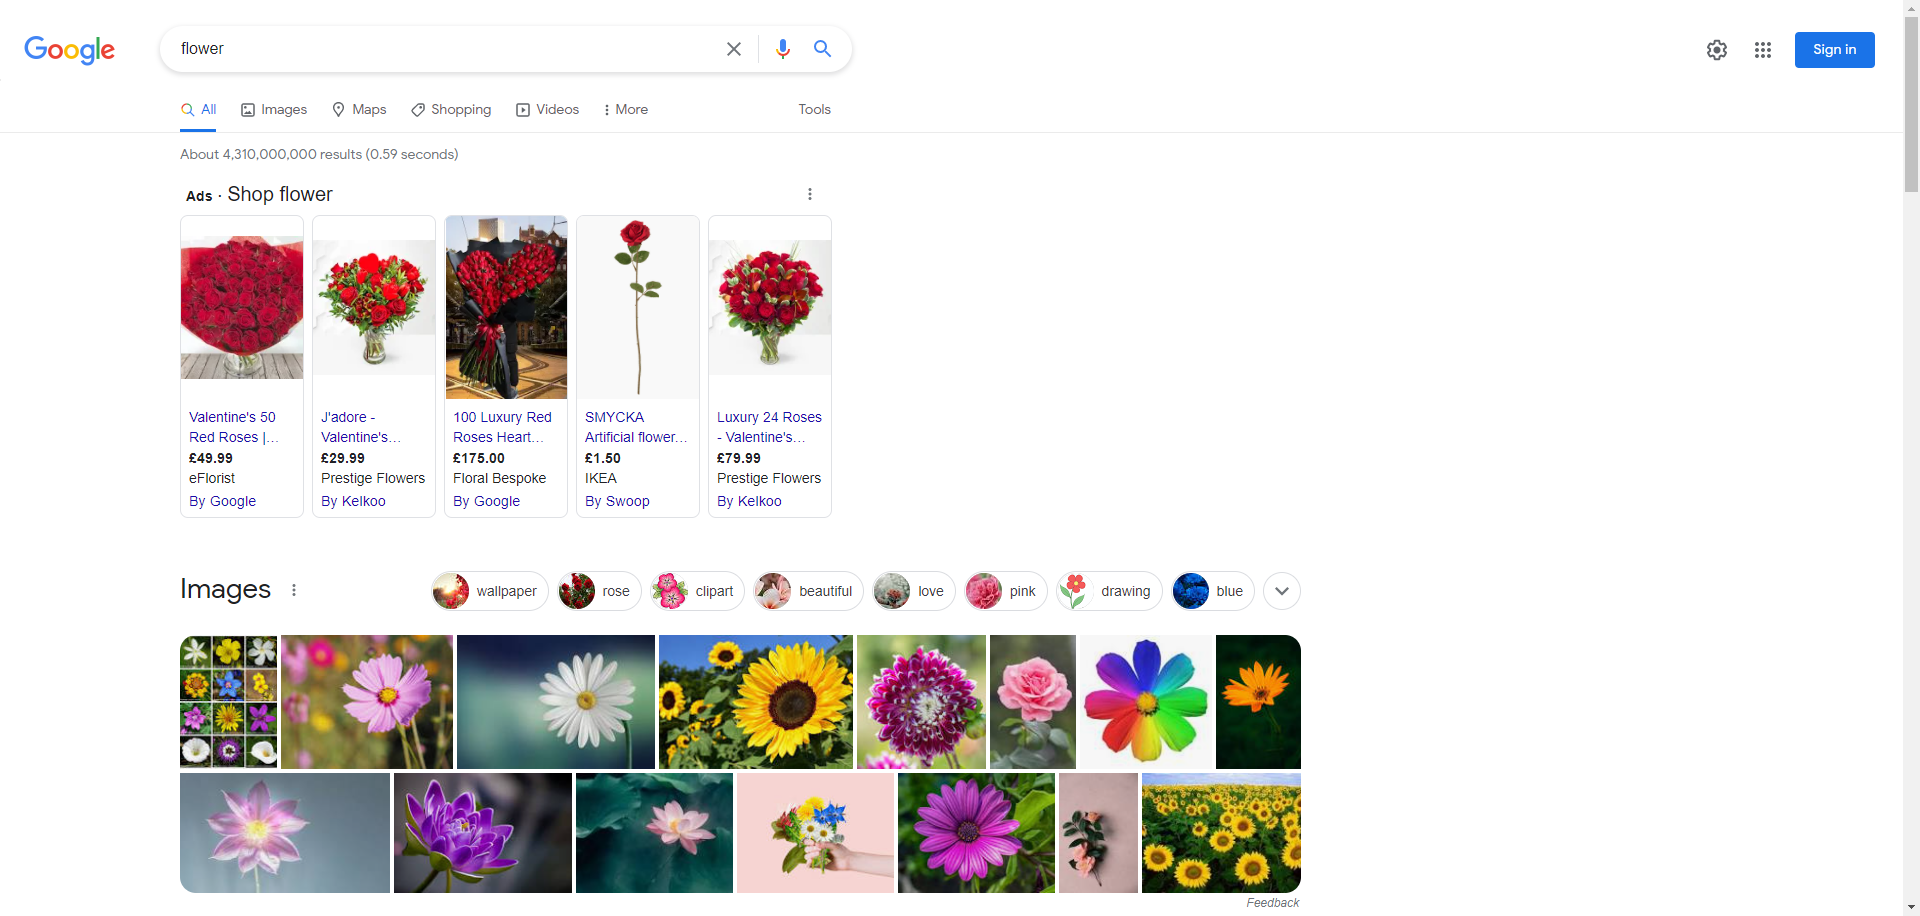 Google
flower
Sign in
All Images Maps Shopping Videos More Tools
About 4,310,000,000 results (0.59 seconds)
Ads · Shop flower
Valentine's 50
Red Roses |...
£49.99
eFlorist
By Google
J'adore -
Valentine's...
£29.99
Prestige Flowers
By Kelkoo
100 Luxury Red
Roses Heart...
£175.00
Floral Bespoke
By Google
SMYCKA
Artificial flower...
£1.50
IKEA
By Swoop
Luxury 24 Roses
- Valentine's...
£79.99
Prestige Flowers
By Kelkoo
Images
wallpaper rose clipart beautiful love pink drawing blue
Feedback